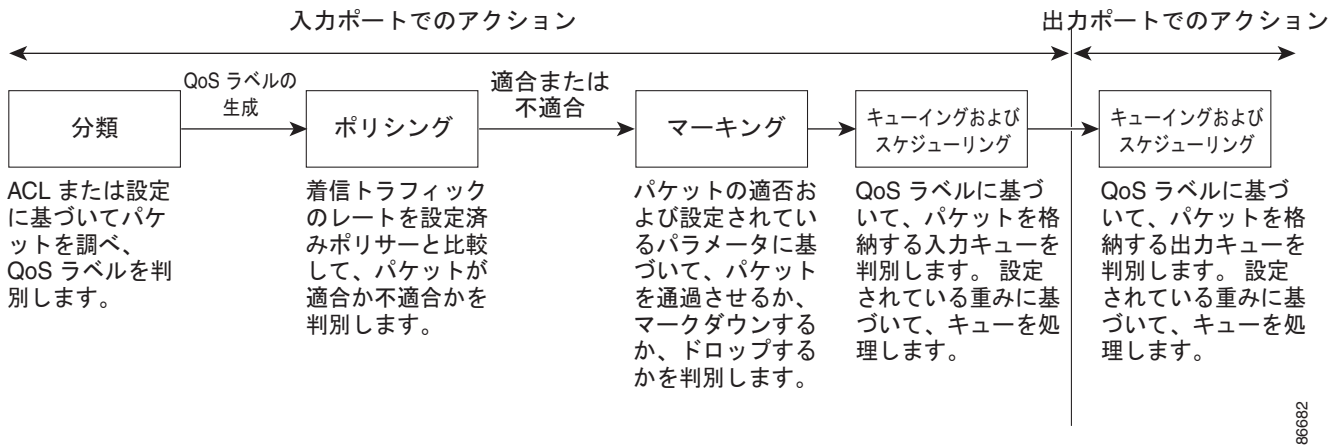 入力ポートでのアクション
出力ポートでのアクション
QoS ラベルの
生成
適合または
不適合
分類
ポリシング
マーキング
キューイングおよび
スケジューリング
キューイングおよび
スケジューリング
ACL または設定
に基づいてパケ
ットを調べ、
QoS ラベルを判
別します。
着信トラフィック
のレートを設定済
みポリサーと比較
して、パケットが
適合か不適合かを
判別します。
パケットの適否お
よび設定されてい
るパラメータに基
づいて、パケット
を通過させるか、
マークダウンする
か、ドロップする
かを判別します。
QoS ラベルに基づ
いて、パケットを格
納する入力キューを
判別します。 設定
されている重みに基
づいて、キューを処
理します。
QoS ラベルに基づ
いて、パケットを格
納する出力キューを
判別します。 設定
されている重みに基
づいて、キューを処
理します。
86682